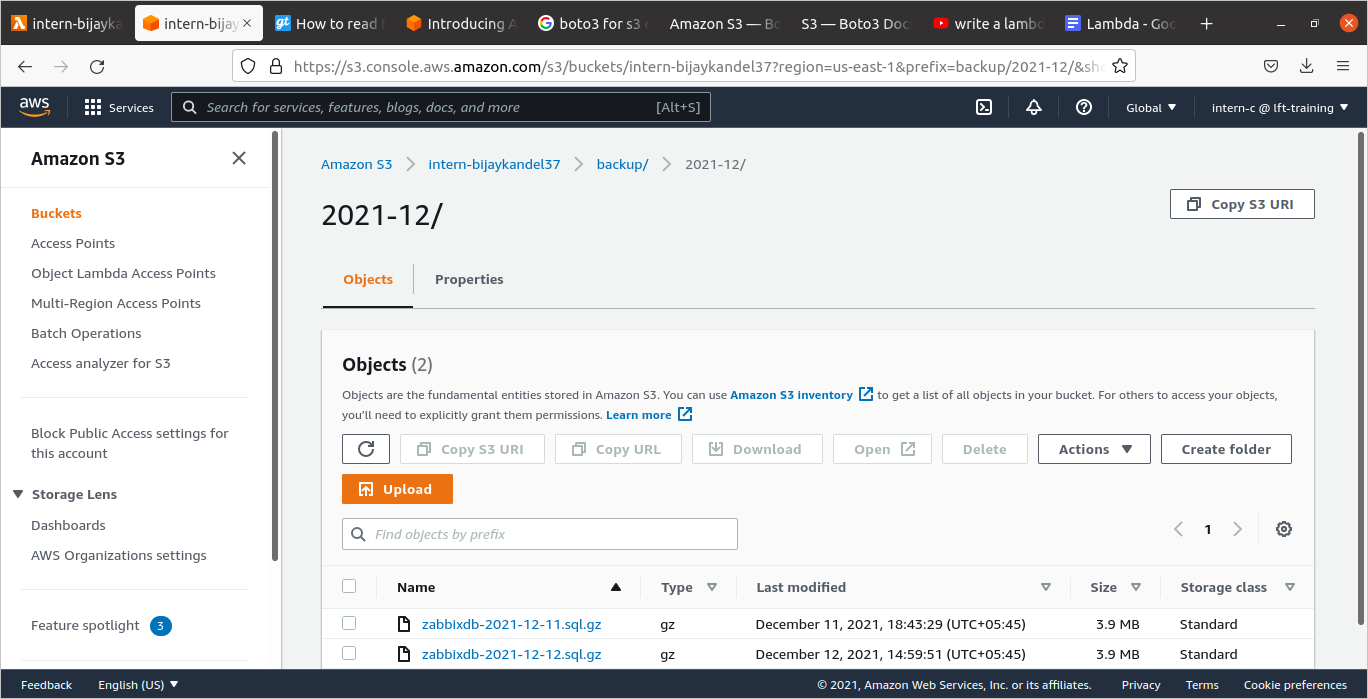 intern-bijayka
intern-bijay
gt How to read f
Introducing A
G boto3 for s3
Amazon S3 — Bo
S3 — Boto3 Doc
write a lambd
Lambda - Goo
https://s3.console.aws.amazon.com/s3/buckets/intern-bijaykandel37?region=us-east-1&prefix=backup/2021-12/&sho
aws
Services
Search for services, features, blogs, docs, and more
[Alt+S]
Global
intern-c @ lft-training
Amazon S3
Buckets
Access Points
Object Lambda Access Points
Multi-Region Access Points
Batch Operations
Access analyzer for S3
Block Public Access settings for
this account
Storage Lens
Dashboards
AWS Organizations settings
Feature spotlight 3
Amazon S3
intern-bijaykandel37
backup/
2021-12/
2021-12/
Copy S3 URI
Objects
Properties
Objects (2)
Objects are the fundamental entities stored in Amazon S3. You can use Amazon S3 inventory to get a list of all objects in your bucket. For others to access your objects,
you'll need to explicitly grant them permissions. Learn more
Copy S3 URI
Copy URL
Download
Open
Delete
Actions
Create folder
Upload
Find objects by prefix
1
Name
Type
Last modified
Size
Storage class
zabbixdb-2021-12-11.sql.gz
gz
December 11, 2021, 18:43:29 (UTC+05:45)
3.9 MB
Standard
zabbixdb-2021-12-12.sql.gz
gz
December 12, 2021, 14:59:51 (UTC+05:45)
3.9 MB
Standard
Feedback
English (US)
© 2021, Amazon Web Services, Inc. or its affiliates.
Privacy
Terms
Cookie preferences